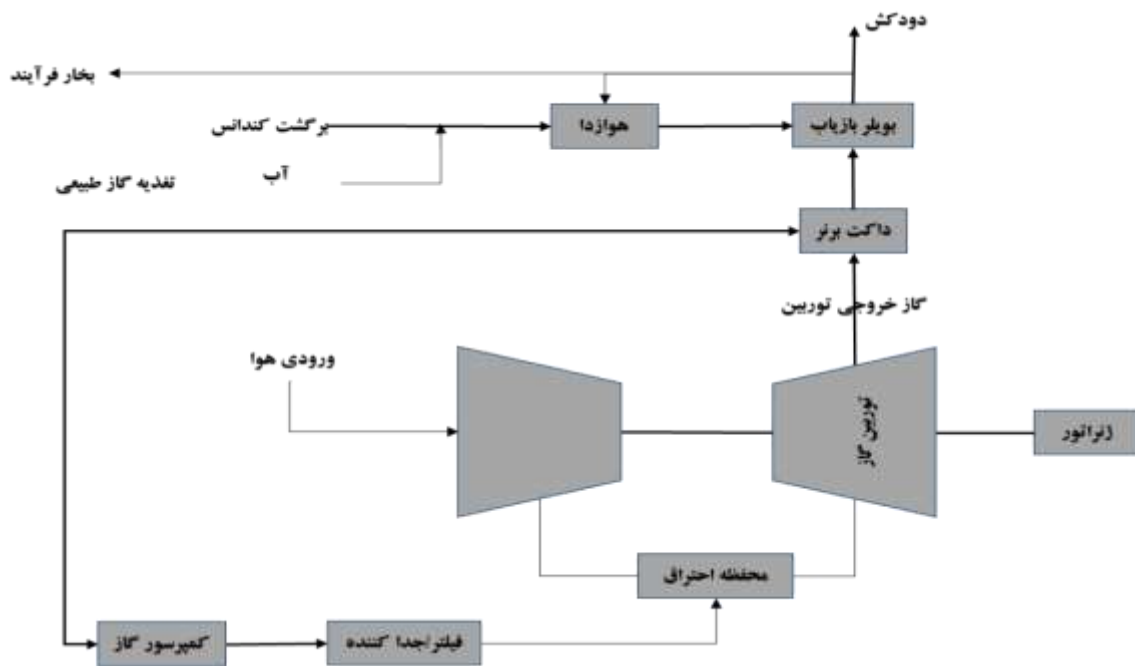 دودکش
بخار فرآیند
هوازدا
بویلر بازیاب
برگشت کندانس
آب
تغذیه گاز طبیعی
داکت برنر
گاز خروجی توربین
ورودی هوا
توربین گاز
ژنراتور
محفظه احتراق
فیلتر/جدا کننده
کمپرسور گاز